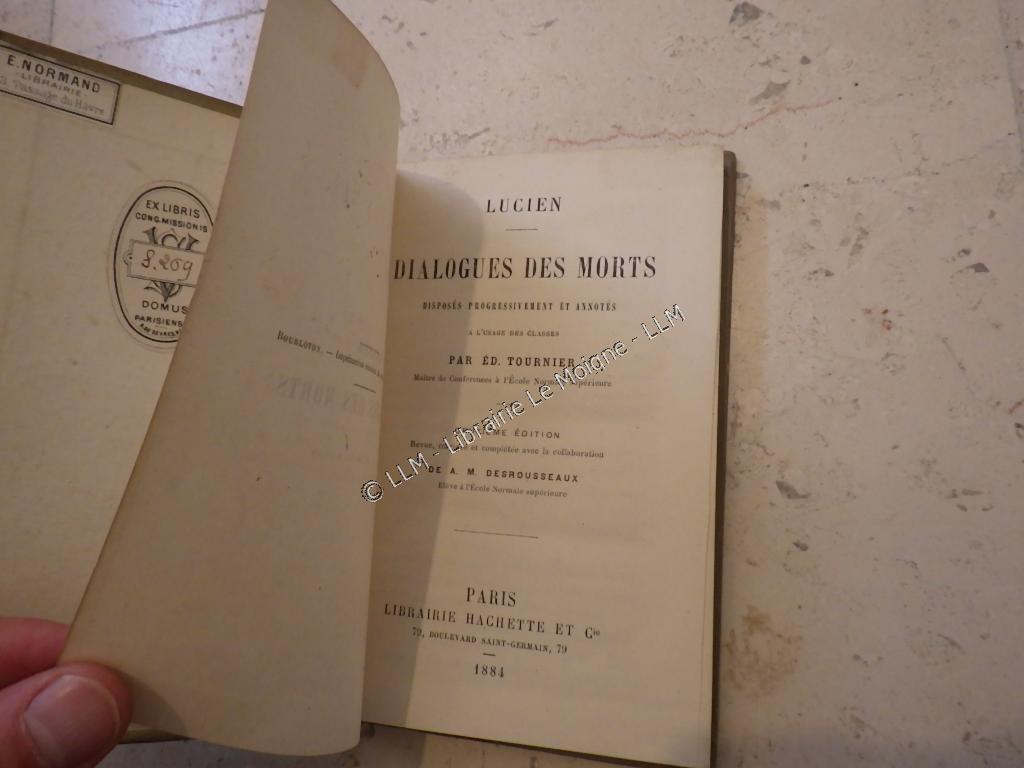 E. NORMAND
LIBRAIRIE
Passage du Havre
EX LIBRIS
CONG. MISSIONIS
8.269
DOMUS
PARISIENSIS
BOURLOTON. — Imprimeries
LUCIEN
DIALOGUES DES MORTS
DISPOSÉS PROGRESSIVEMENT ET ANNOTÉS
A L'USAGE DES CLASSES
PAR ÉD. TOURNIER
Maître de Conférences à l'École Normale supérieure
ÉDITION
Revue, et complétée avec la collaboration
DE A. M. DESROUSSEAUX
Élève à l'École Normale supérieure
PARIS
LIBRAIRIE HACHETTE ET Cie
79, BOULEVARD SAINT-GERMAIN, 79
1884
© LLM - Librairie Le Moigne - LLM